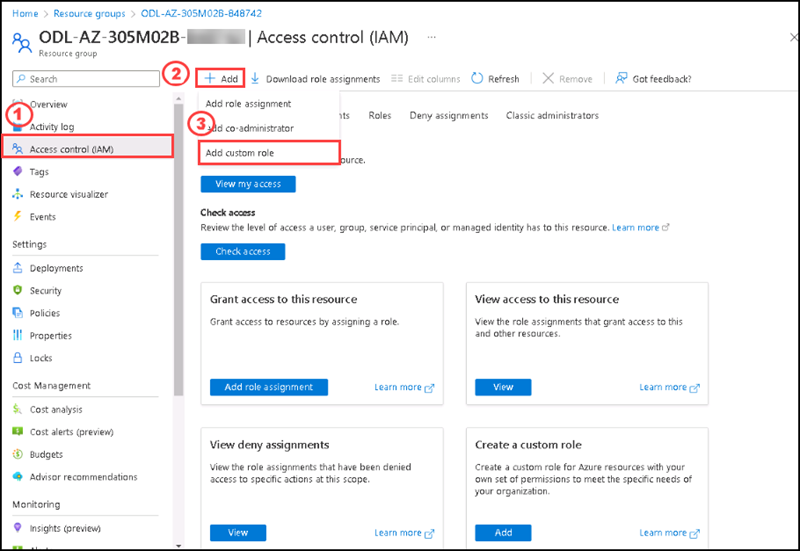 Home > Resource groups > ODL-AZ-305M02B-848742
ODL-AZ-305M02B- | Access control (IAM) ...
Resource group
Search
2
Add
Download role assignments
Edit columns
Refresh
Remove
Got feedback?
1
Overview
Activity log
Access control (IAM)
Tags
Resource visualizer
Events
Settings
Deployments
Security
Policies
Properties
Locks
Cost Management
Cost analysis
Cost alerts (preview)
Budgets
Advisor recommendations
Monitoring
Insights (preview)
Add role assignment
3
co-administrator
Add custom role
Roles
Deny assignments
Classic administrators
View my access
Check access
Review the level of access a user, group, service principal, or managed identity has to this resource. Learn more
Check access
Grant access to this resource
Grant access to resources by assigning a role.
Add role assignment
Learn more
View access to this resource
View the role assignments that grant access to this
and other resources.
View
Learn more
View deny assignments
View the role assignments that have been denied
access to specific actions at this scope.
View
Learn more
Create a custom role
Create a custom role for Azure resources with your
own set of permissions to meet the specific needs of
your organization.
Add
Learn more